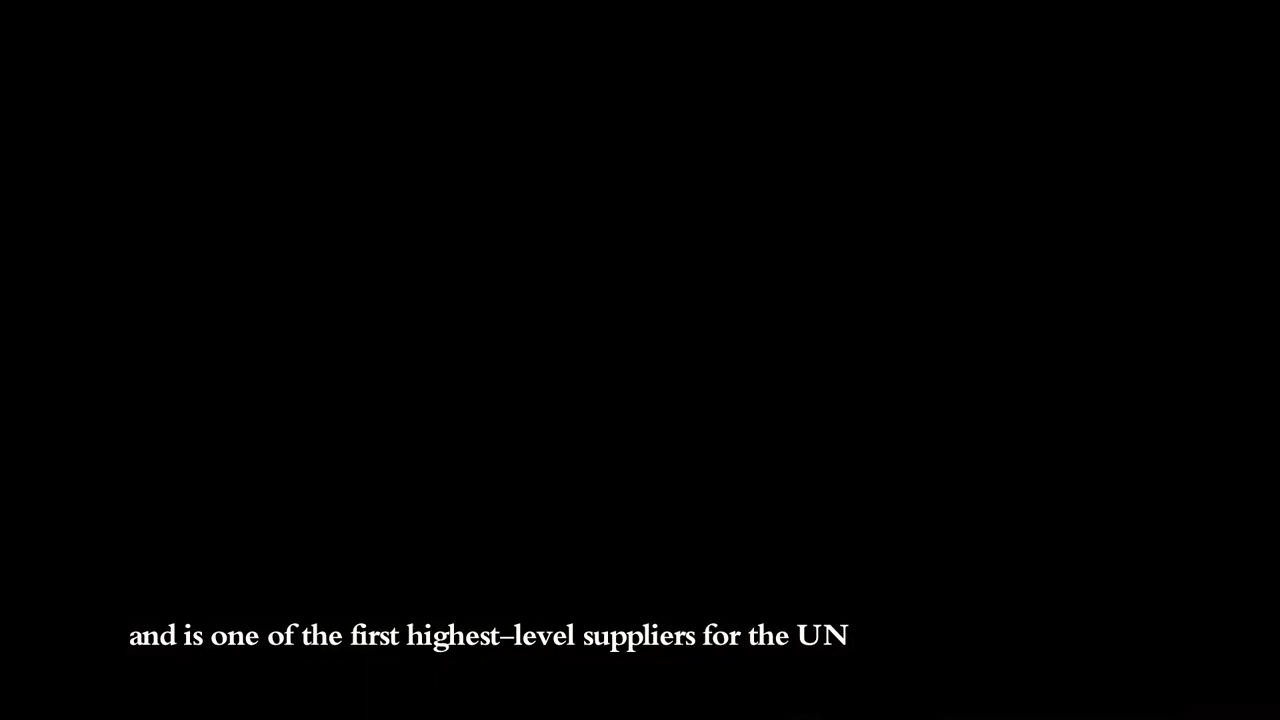 and is one of the first highest–level suppliers for the UN